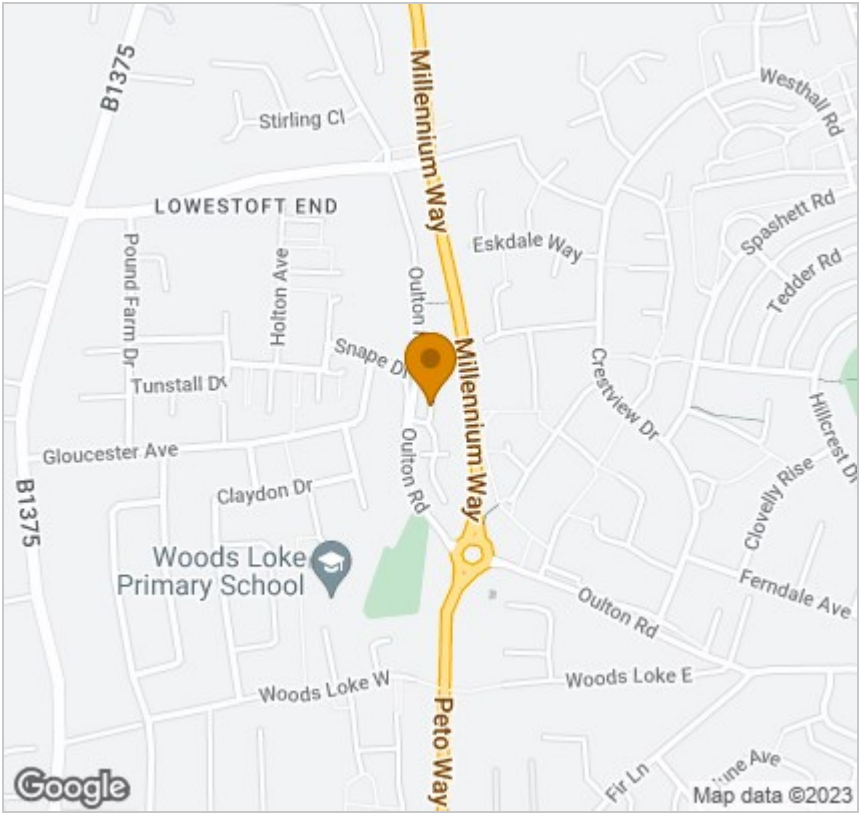 B1375
Millennium Way
Westhall Rd
Stirling Cl
LOWESTOFT END
Spashett Rd
Eskdale Way
Tedder Rd
Pound Farm Dr
Holton Ave
Oulton
Snape Dr
Millennium Way
Crestview Dr
Tunstall Dr
Hillcrest Dr
Gloucester Ave
Oulton Rd
Clovelly Rise
Claydon Dr
B1375
Woods Loke
Primary School
Ferndale Ave
Oulton Rd
Woods Loke W
Woods Loke E
Peto Way
Fir Ln
Ave
Google
Map data ©2023